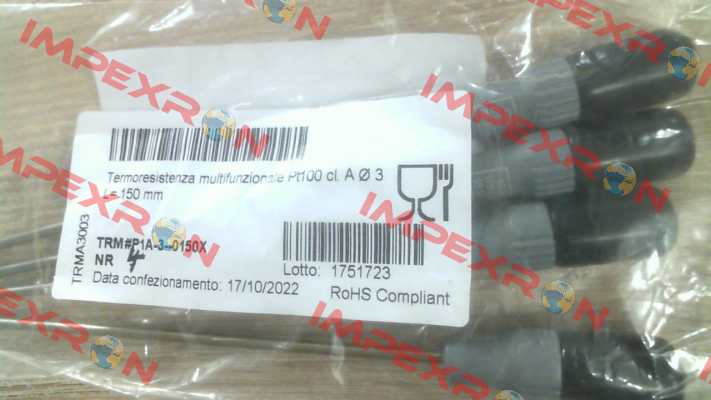 Termoresistenza multifunzionale Pt100 cl. A Ø 3
L= 150 mm
TRMA3003
TRM#P1A-3--0150X
NR 4
Lotto: 1751723
Data confezionamento: 17/10/2022
RoHS Compliant
IMPEXRON
IMPEXRON
IMPEXRON
IMPEXRON
IMPEXRON